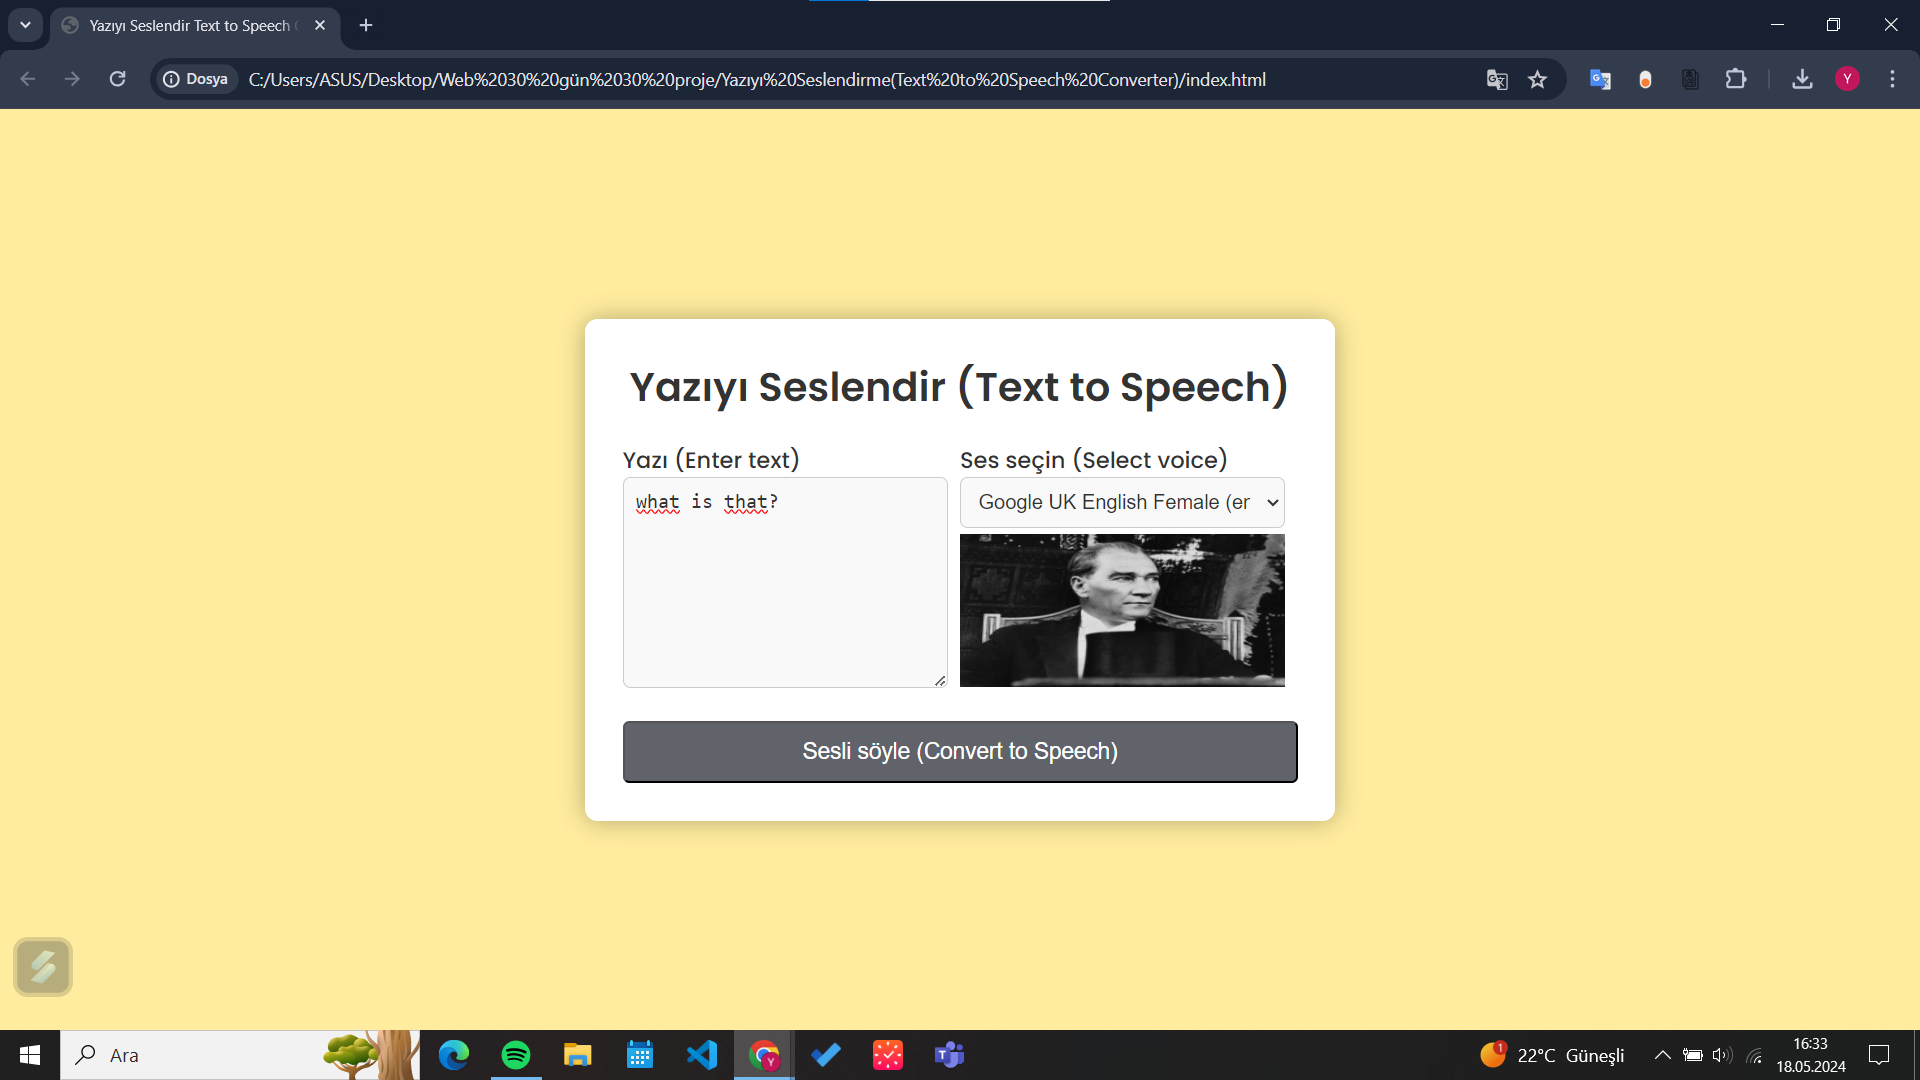 Yazıyı Seslendir Text to Speech
Dosya
C:/Users/ASUS/Desktop/Web%2030%20gün%2030%20proje/Yazıyı%20Seslendirme(Text%20to%20Speech%20Converter)/index.html
Y
Yazıyı Seslendir (Text to Speech)
Yazı (Enter text)
Ses seçin (Select voice)
what is that?
Google UK English Female (er
Sesli söyle (Convert to Speech)
Ara
Y
T
1
22°C Güneşli
16:33
18.05.2024